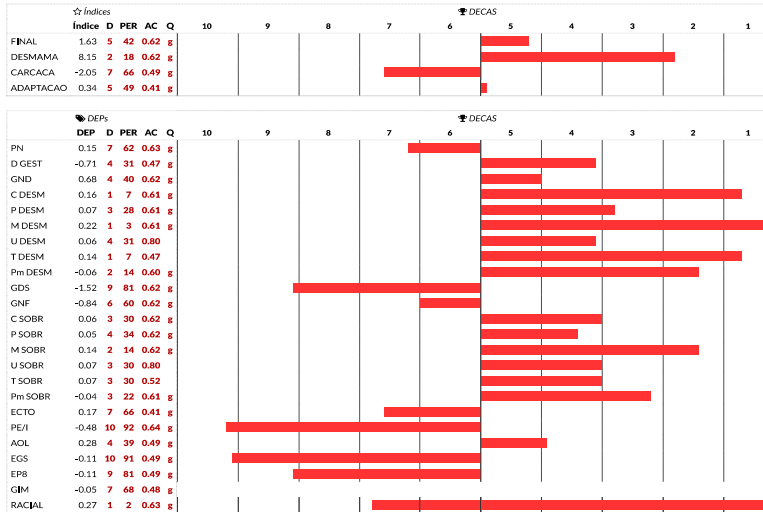 Índices DECAS
Índice D PER AC Q 10 9 8 7 6 5 4 3 2 1
FINAL 1.63 5 42 0.62 g
DESMAMA 8.15 2 18 0.62 g
CARCACA -2.05 7 66 0.49 g
ADAPTACAO 0.34 5 49 0.41 g
DEPs DECAS
DEP D PER AC Q 10 9 8 7 6 5 4 3 2 1
PN 0.15 7 62 0.63 g
D GEST -0.71 4 31 0.47 g
GND 0.68 4 40 0.62 g
C DESM 0.16 1 7 0.61 g
P DESM 0.07 3 28 0.61 g
M DESM 0.22 1 3 0.61 g
U DESM 0.06 4 31 0.80
T DESM 0.14 1 7 0.47
Pm DESM -0.06 2 14 0.60 g
GDS -1.52 9 81 0.62 g
GNF -0.84 6 60 0.62 g
C SOBR 0.06 3 30 0.62 g
P SOBR 0.05 4 34 0.62 g
M SOBR 0.14 2 14 0.62 g
U SOBR 0.07 3 30 0.80
T SOBR 0.07 3 30 0.52
Pm SOBR -0.04 3 22 0.61 g
ECTO 0.17 7 66 0.41 g
PE/I -0.48 10 92 0.64 g
AOL 0.28 4 39 0.49 g
EGS -0.11 10 91 0.49 g
EP8 -0.11 9 81 0.49 g
GIM -0.05 7 68 0.48 g
RACIAL 0.27 1 2 0.63 g